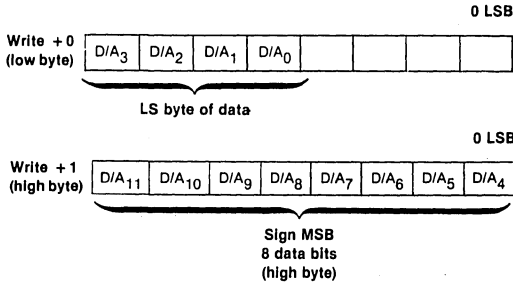 0 LSB
Write +0 D/A3 D/A2 D/A1 D/A0
(low byte)
LS byte of data
0 LSB
Write +1 D/A11 D/A10 D/A9 D/A8 D/A7 D/A6 D/A5 D/A4
(high byte)
Sign MSB
8 data bits
(high byte)